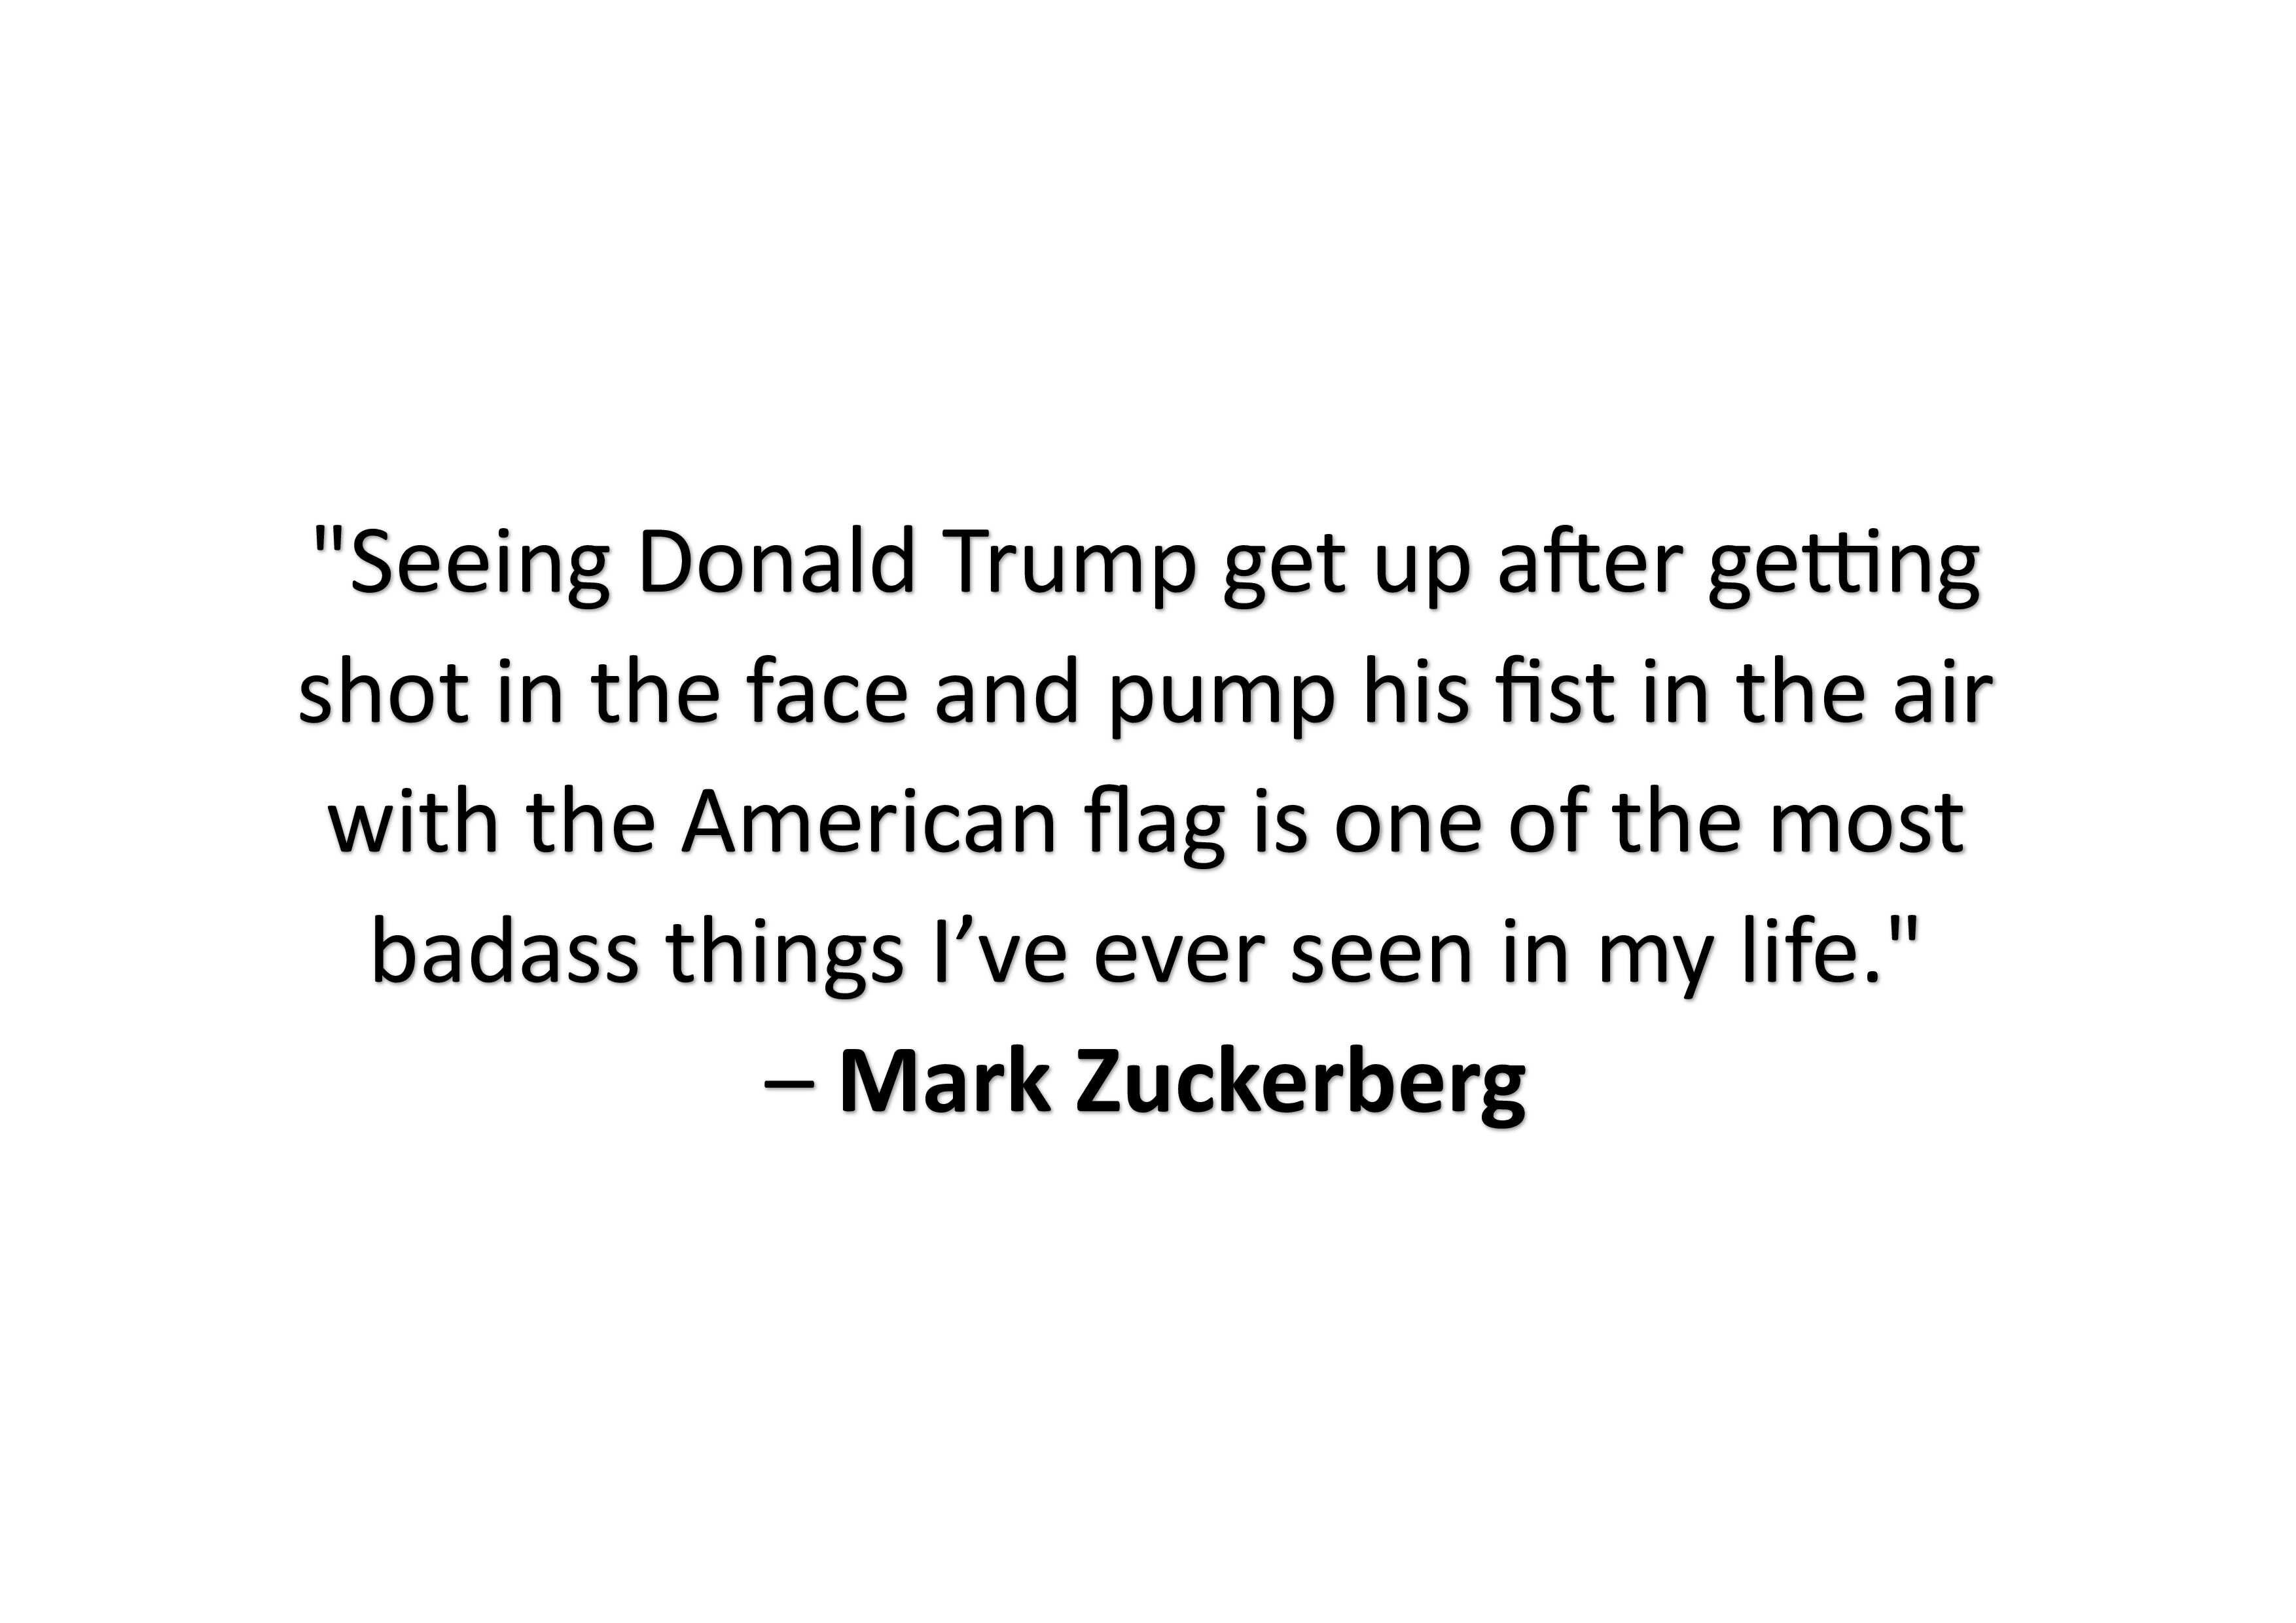 "Seeing Donald Trump get up after getting
shot in the face and pump his fist in the air
with the American flag is one of the most
badass things I’ve ever seen in my life."
– Mark Zuckerberg